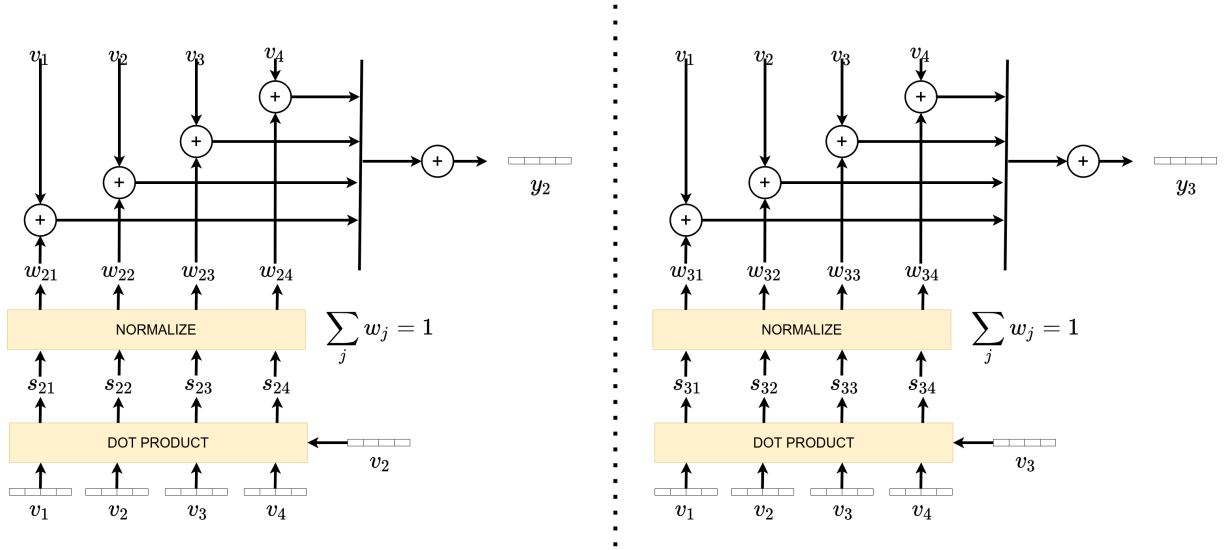 v₁ v₂ v₃ v₄
+
+
+ +
y₂
+
+
w₂₁ w₂₂ w₂₃ w₂₄
NORMALIZE ∑ⱼ wⱼ = 1
s₂₁ s₂₂ s₂₃ s₂₄
DOT PRODUCT
v₂
v₁ v₂ v₃ v₄
v₁ v₂ v₃ v₄
+
+
+ +
y₃
+
+
w₃₁ w₃₂ w₃₃ w₃₄
NORMALIZE ∑ⱼ wⱼ = 1
s₃₁ s₃₂ s₃₃ s₃₄
DOT PRODUCT
v₃
v₁ v₂ v₃ v₄